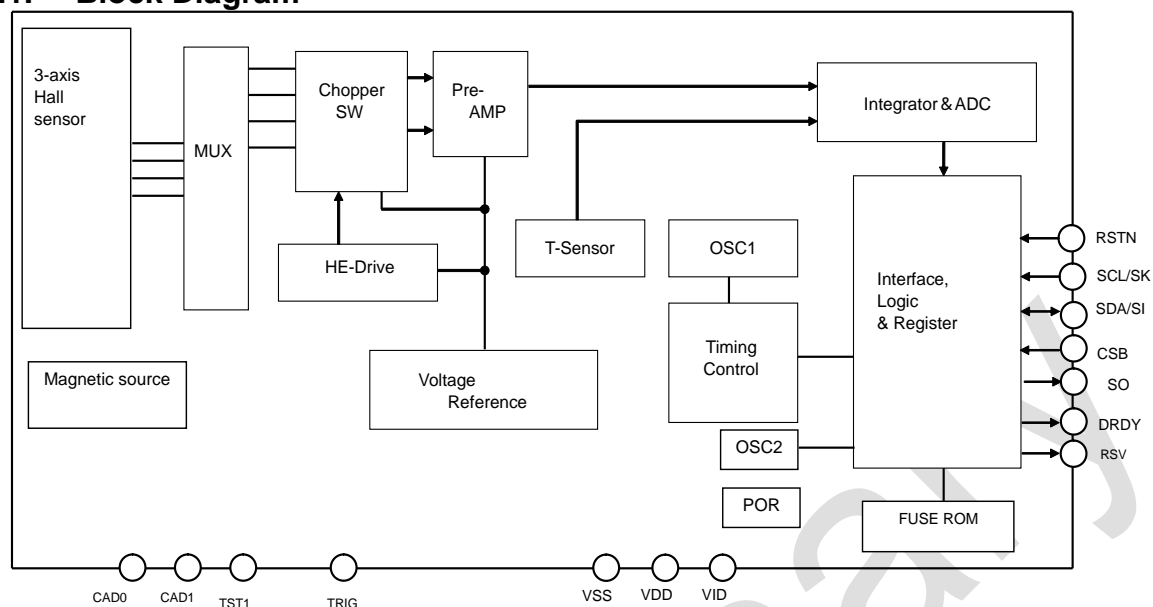 Block Diagram
3-axis
Hall
sensor
MUX
Chopper
SW
Pre-
AMP
Integrator & ADC
HE-Drive
T-Sensor
OSC1
Interface,
Logic
& Register
Timing
Control
Magnetic source
Voltage
Reference
OSC2
POR
FUSE ROM
RSTN
SCL/SK
SDA/SI
CSB
SO
DRDY
RSV
CAD0
CAD1
TST1
TRIG
VSS
VDD
VID